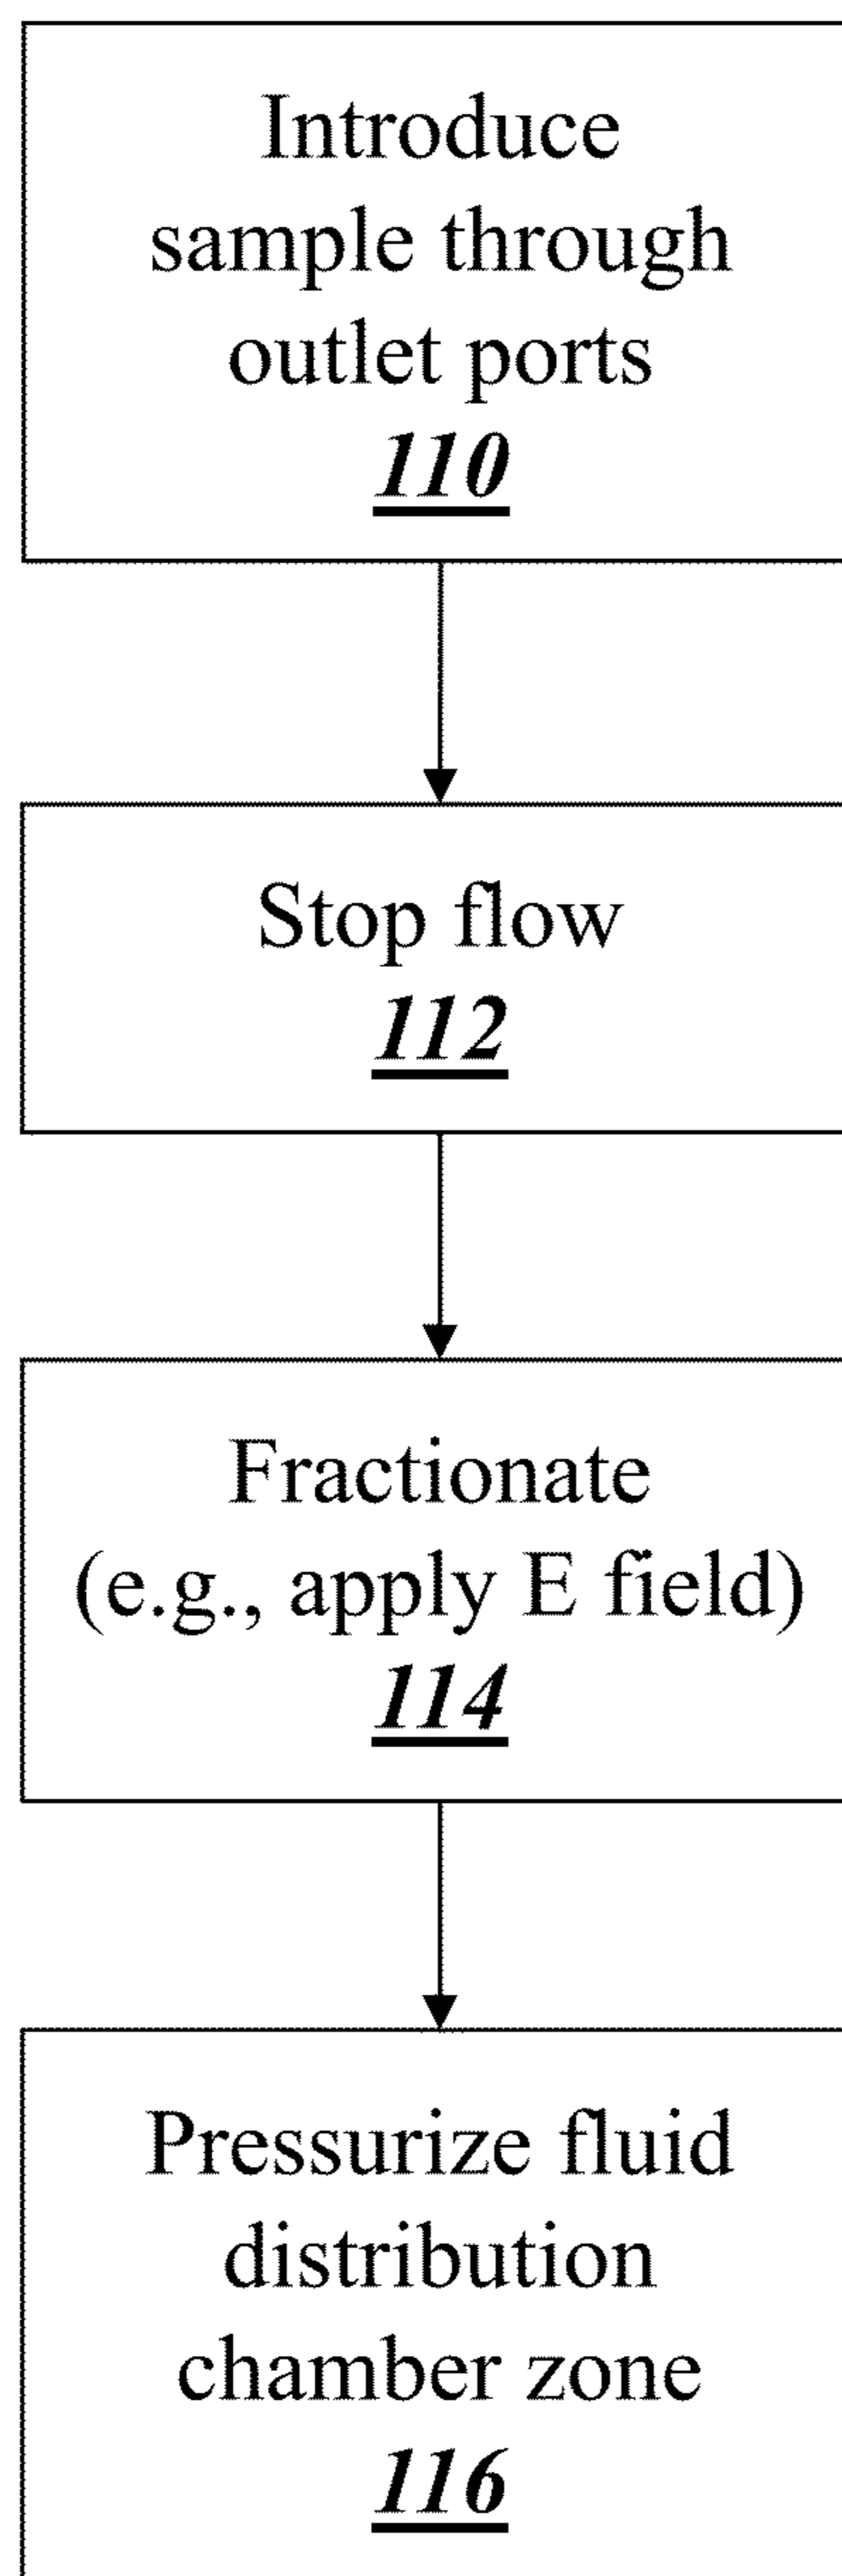 Introduce
sample through
outlet ports
110
Stop flow
112
Fractionate
(e.g., apply E field)
114
Pressurize fluid
distribution
chamber zone
116